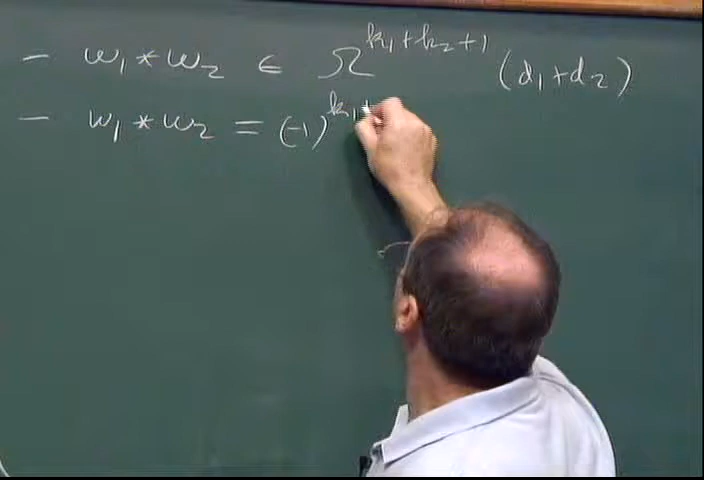 - w₁ * w₂ ∈ Ω^{k₁+k₂+1} (d₁+d₂)
- w₁ * w₂ = (-1)^{k₁+